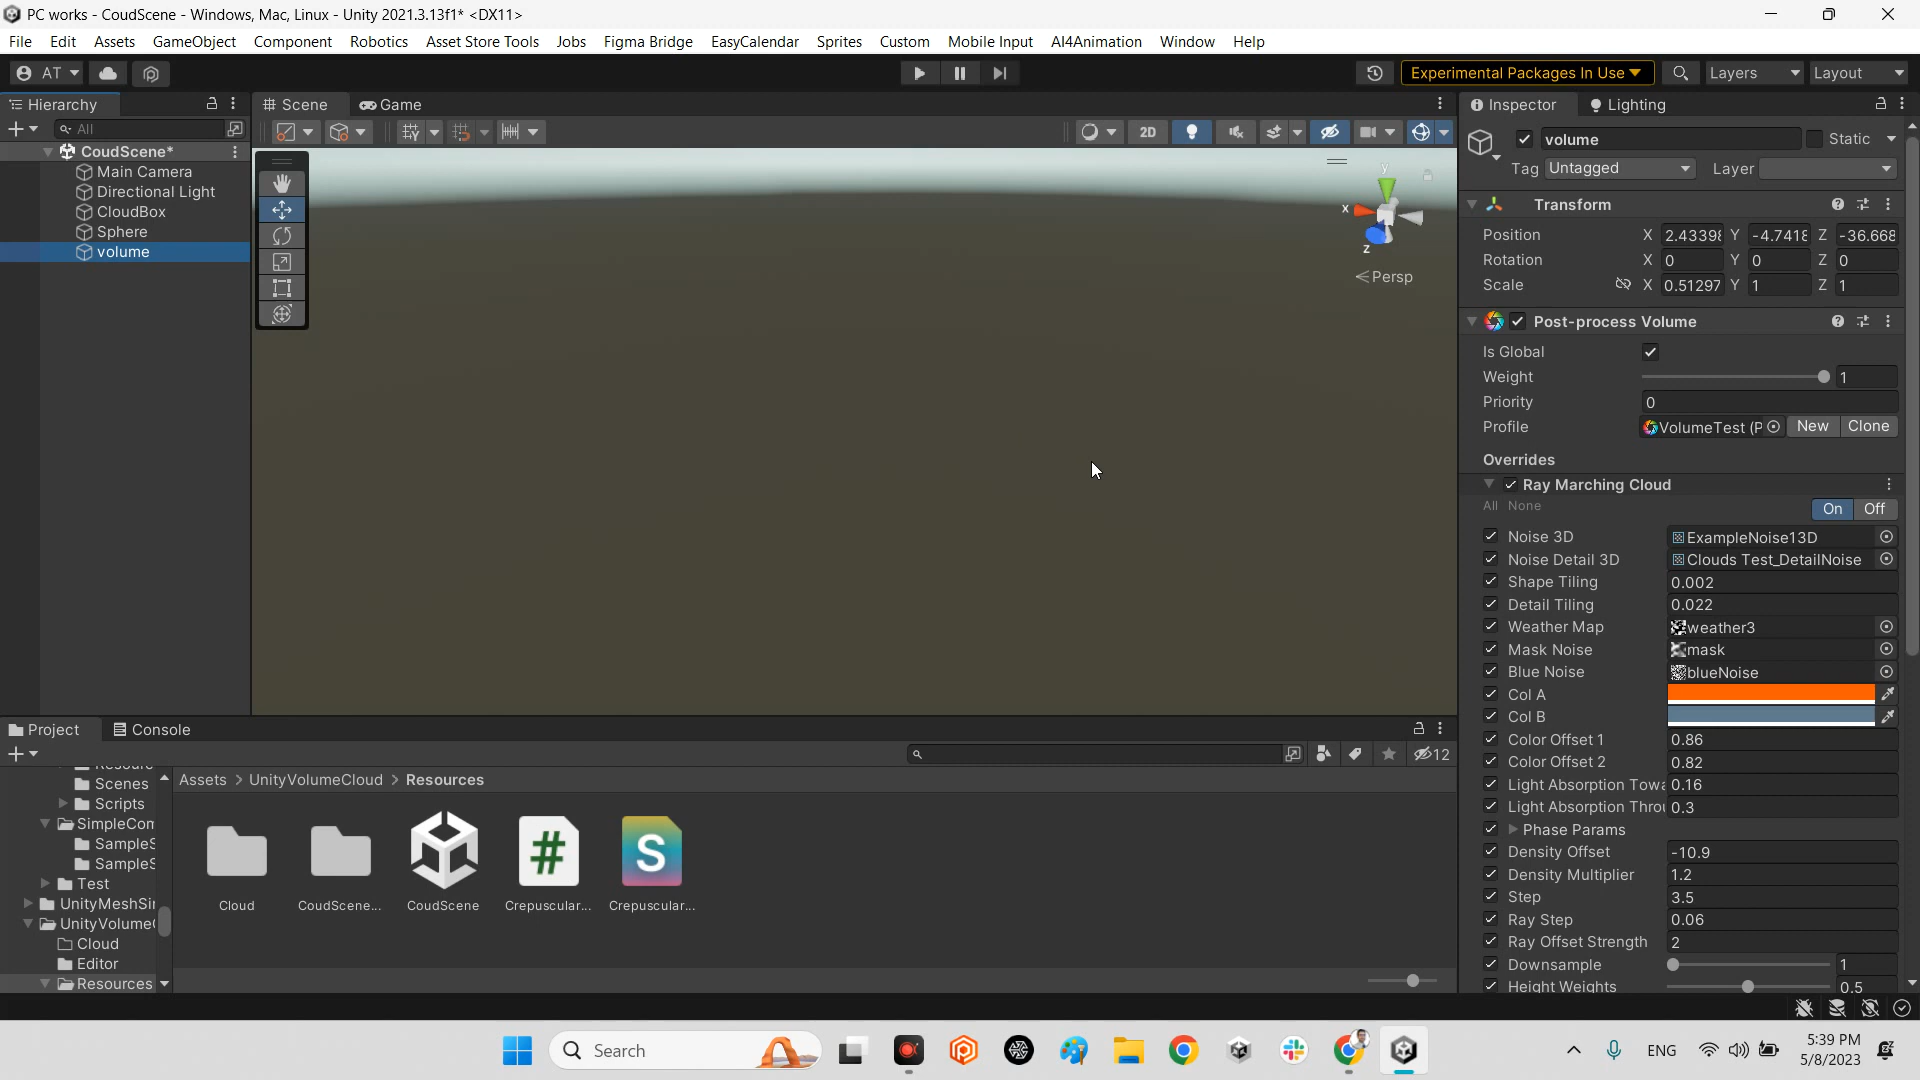 PC works - CoudScene - Windows, Mac, Linux - Unity 2021.3.13f1* <DX11>
File Edit Assets GameObject Component Robotics Asset Store Tools Jobs Figma Bridge EasyCalendar Sprites Custom Mobile Input AI4Animation Window Help
AT Experimental Packages In Use Layers Layout
Hierarchy
All
CoudScene*
Main Camera
Directional Light
CloudBox
Sphere
volume
Scene Game
2D
y
x
z
Persp
Inspector Lighting
volume Static
Tag Untagged Layer
Transform
Position X 2.43398 Y -4.7418 Z -36.668
Rotation X 0 Y 0 Z 0
Scale X 0.51297 Y 1 Z 1
Post-process Volume
Is Global
Weight 1
Priority 0
Profile VolumeTest (P New Clone
Overrides
Ray Marching Cloud
All None On Off
Noise 3D ExampleNoise13D
Noise Detail 3D Clouds Test_DetailNoise
Shape Tiling 0.002
Detail Tiling 0.022
Weather Map weather3
Mask Noise mask
Blue Noise blueNoise
Col A
Col B
Color Offset 1 0.86
Color Offset 2 0.82
Light Absorption Towa 0.16
Light Absorption Throu 0.3
Phase Params
Density Offset -10.9
Density Multiplier 1.2
Step 3.5
Ray Step 0.06
Ray Offset Strength 2
Downsample 1
Height Weights 0.5
Project Console
12
Scenes
Scripts
SimpleCom
SampleS
SampleS
Test
UnityMeshSi
UnityVolume
Cloud
Editor
Resources
Assets > UnityVolumeCloud > Resources
#
S
Cloud CoudScene... CoudScene Crepuscular... Crepuscular...
Search
ENG
5:39 PM
5/8/2023